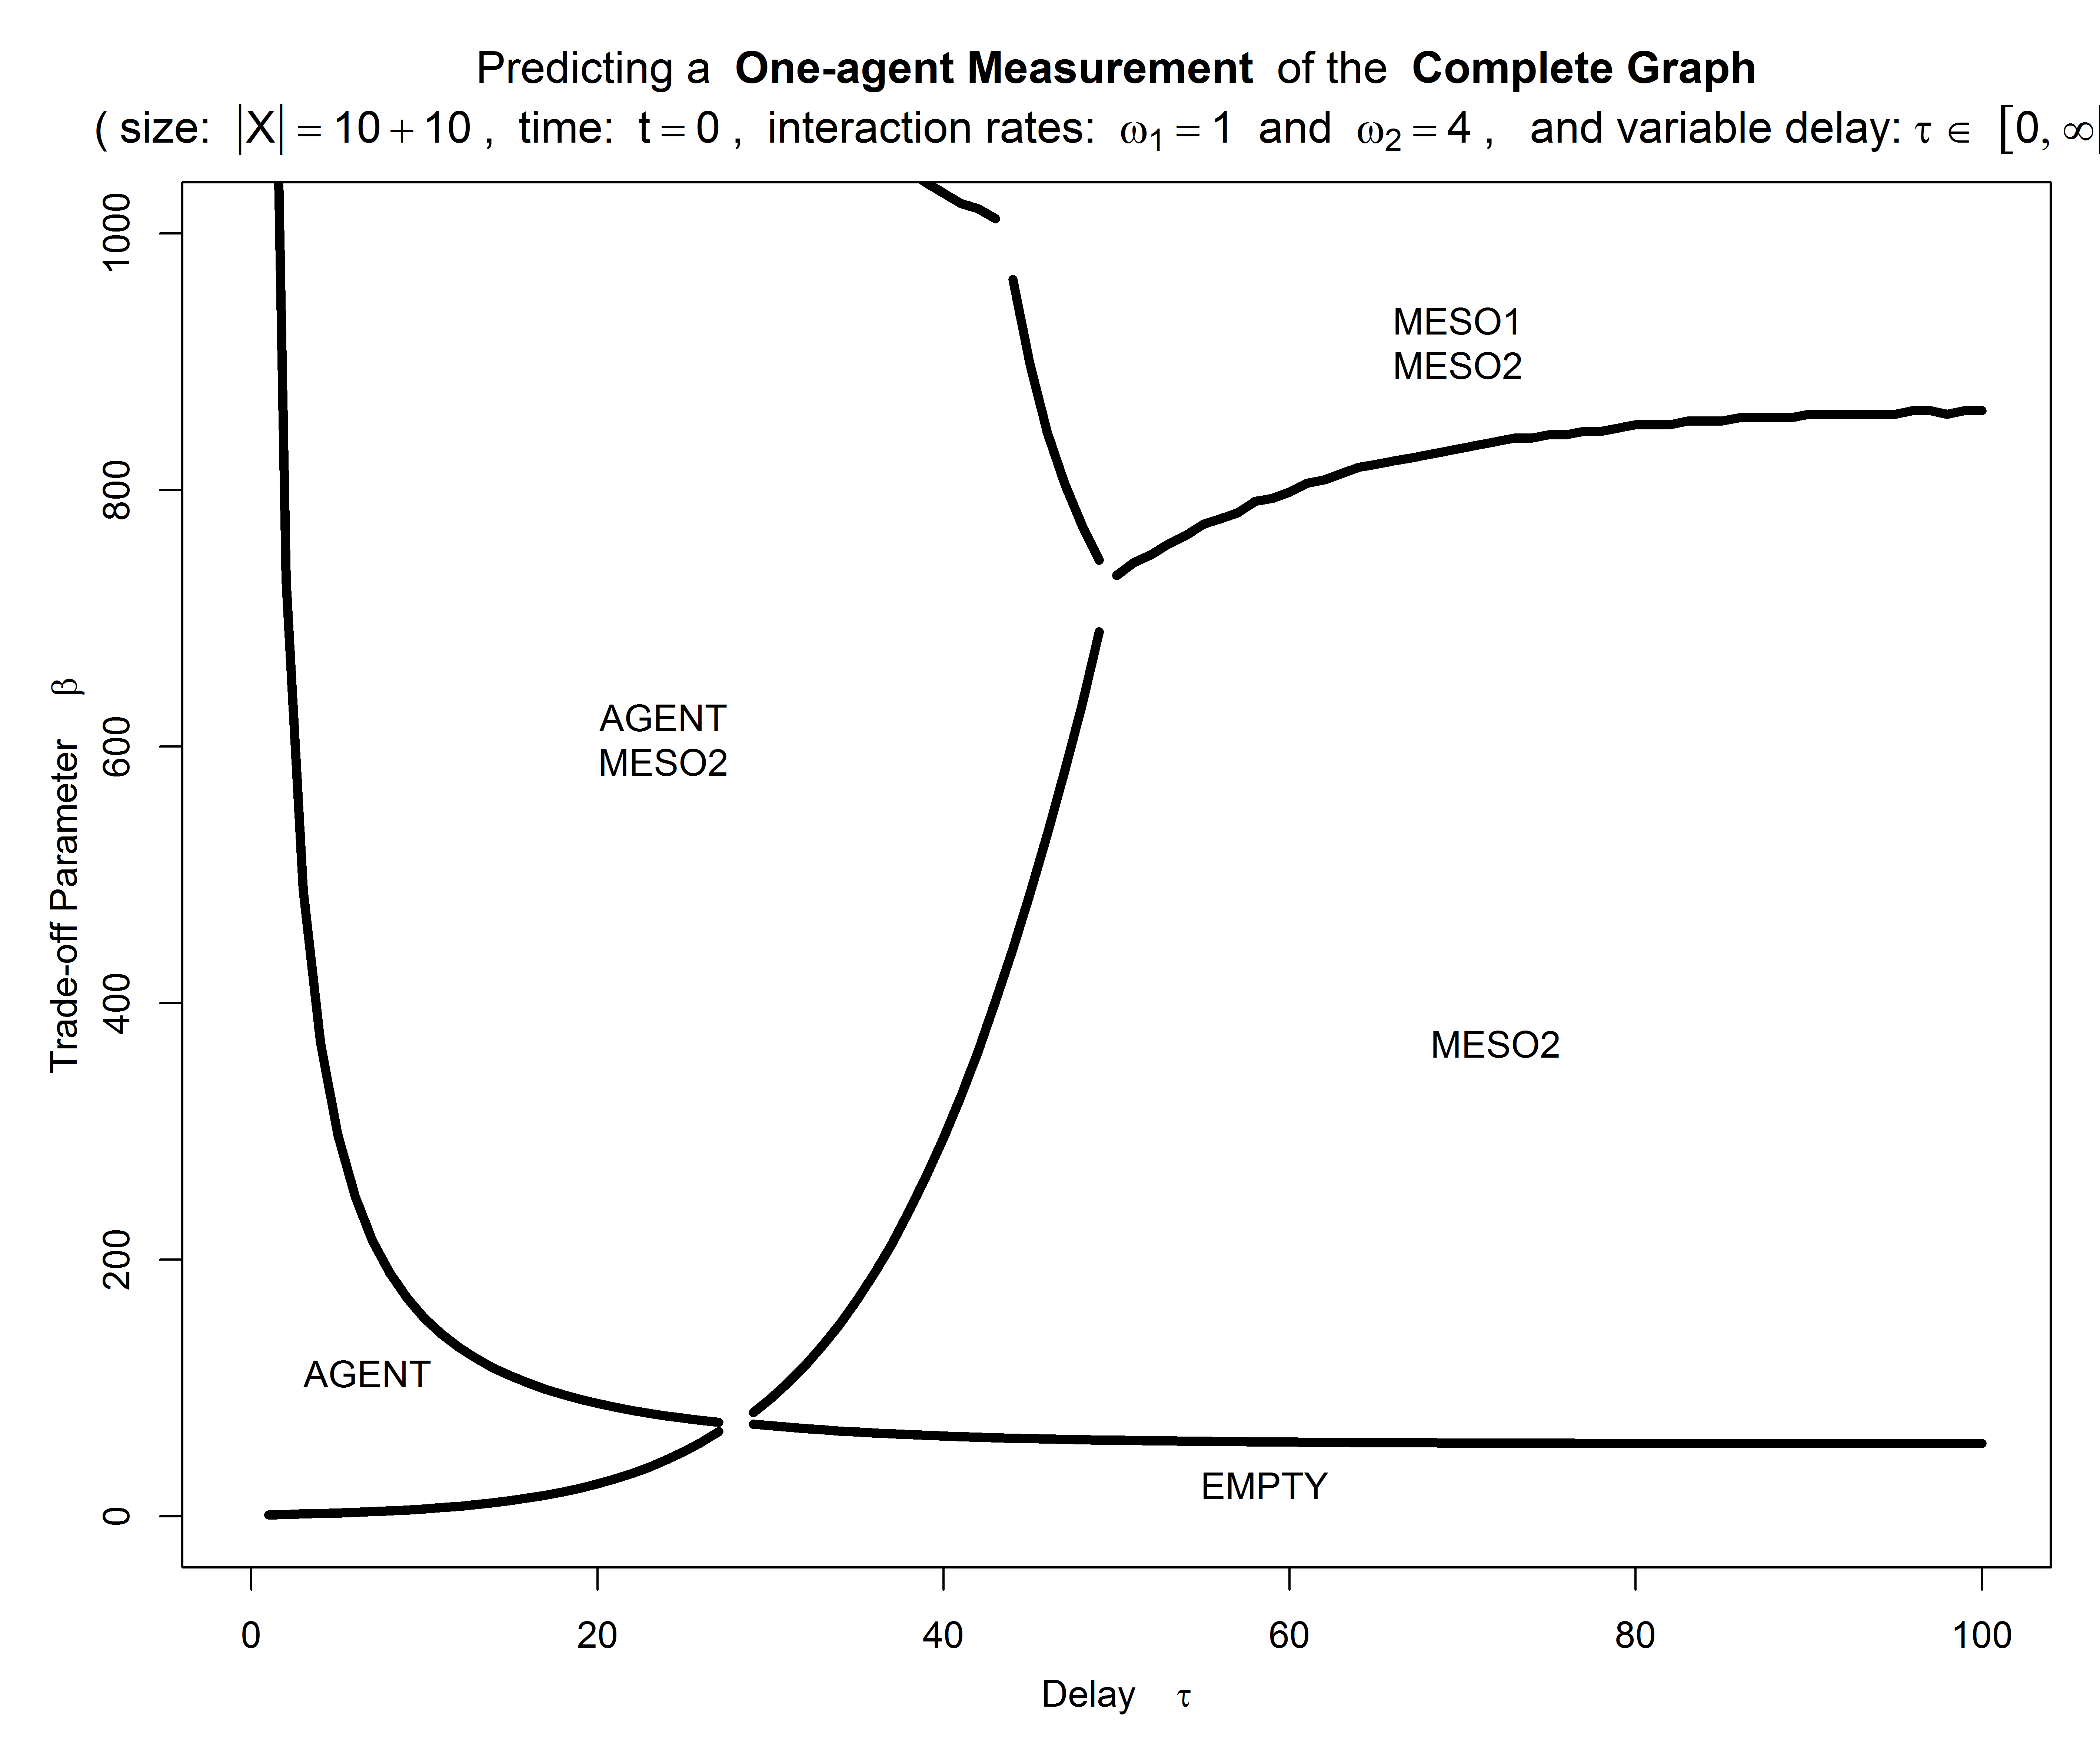 Predicting a One-agent Measurement of the Complete Graph
( size: |X| = 10 + 10 , time: t = 0 , interaction rates: ω₁ = 1 and ω₂ = 4 , and variable delay: τ ∈ [0, ∞[
1000
800
600
400
200
0
Trade-off Parameter β
MESO1
MESO2
AGENT
MESO2
MESO2
AGENT
EMPTY
0 20 40 60 80 100
Delay τ